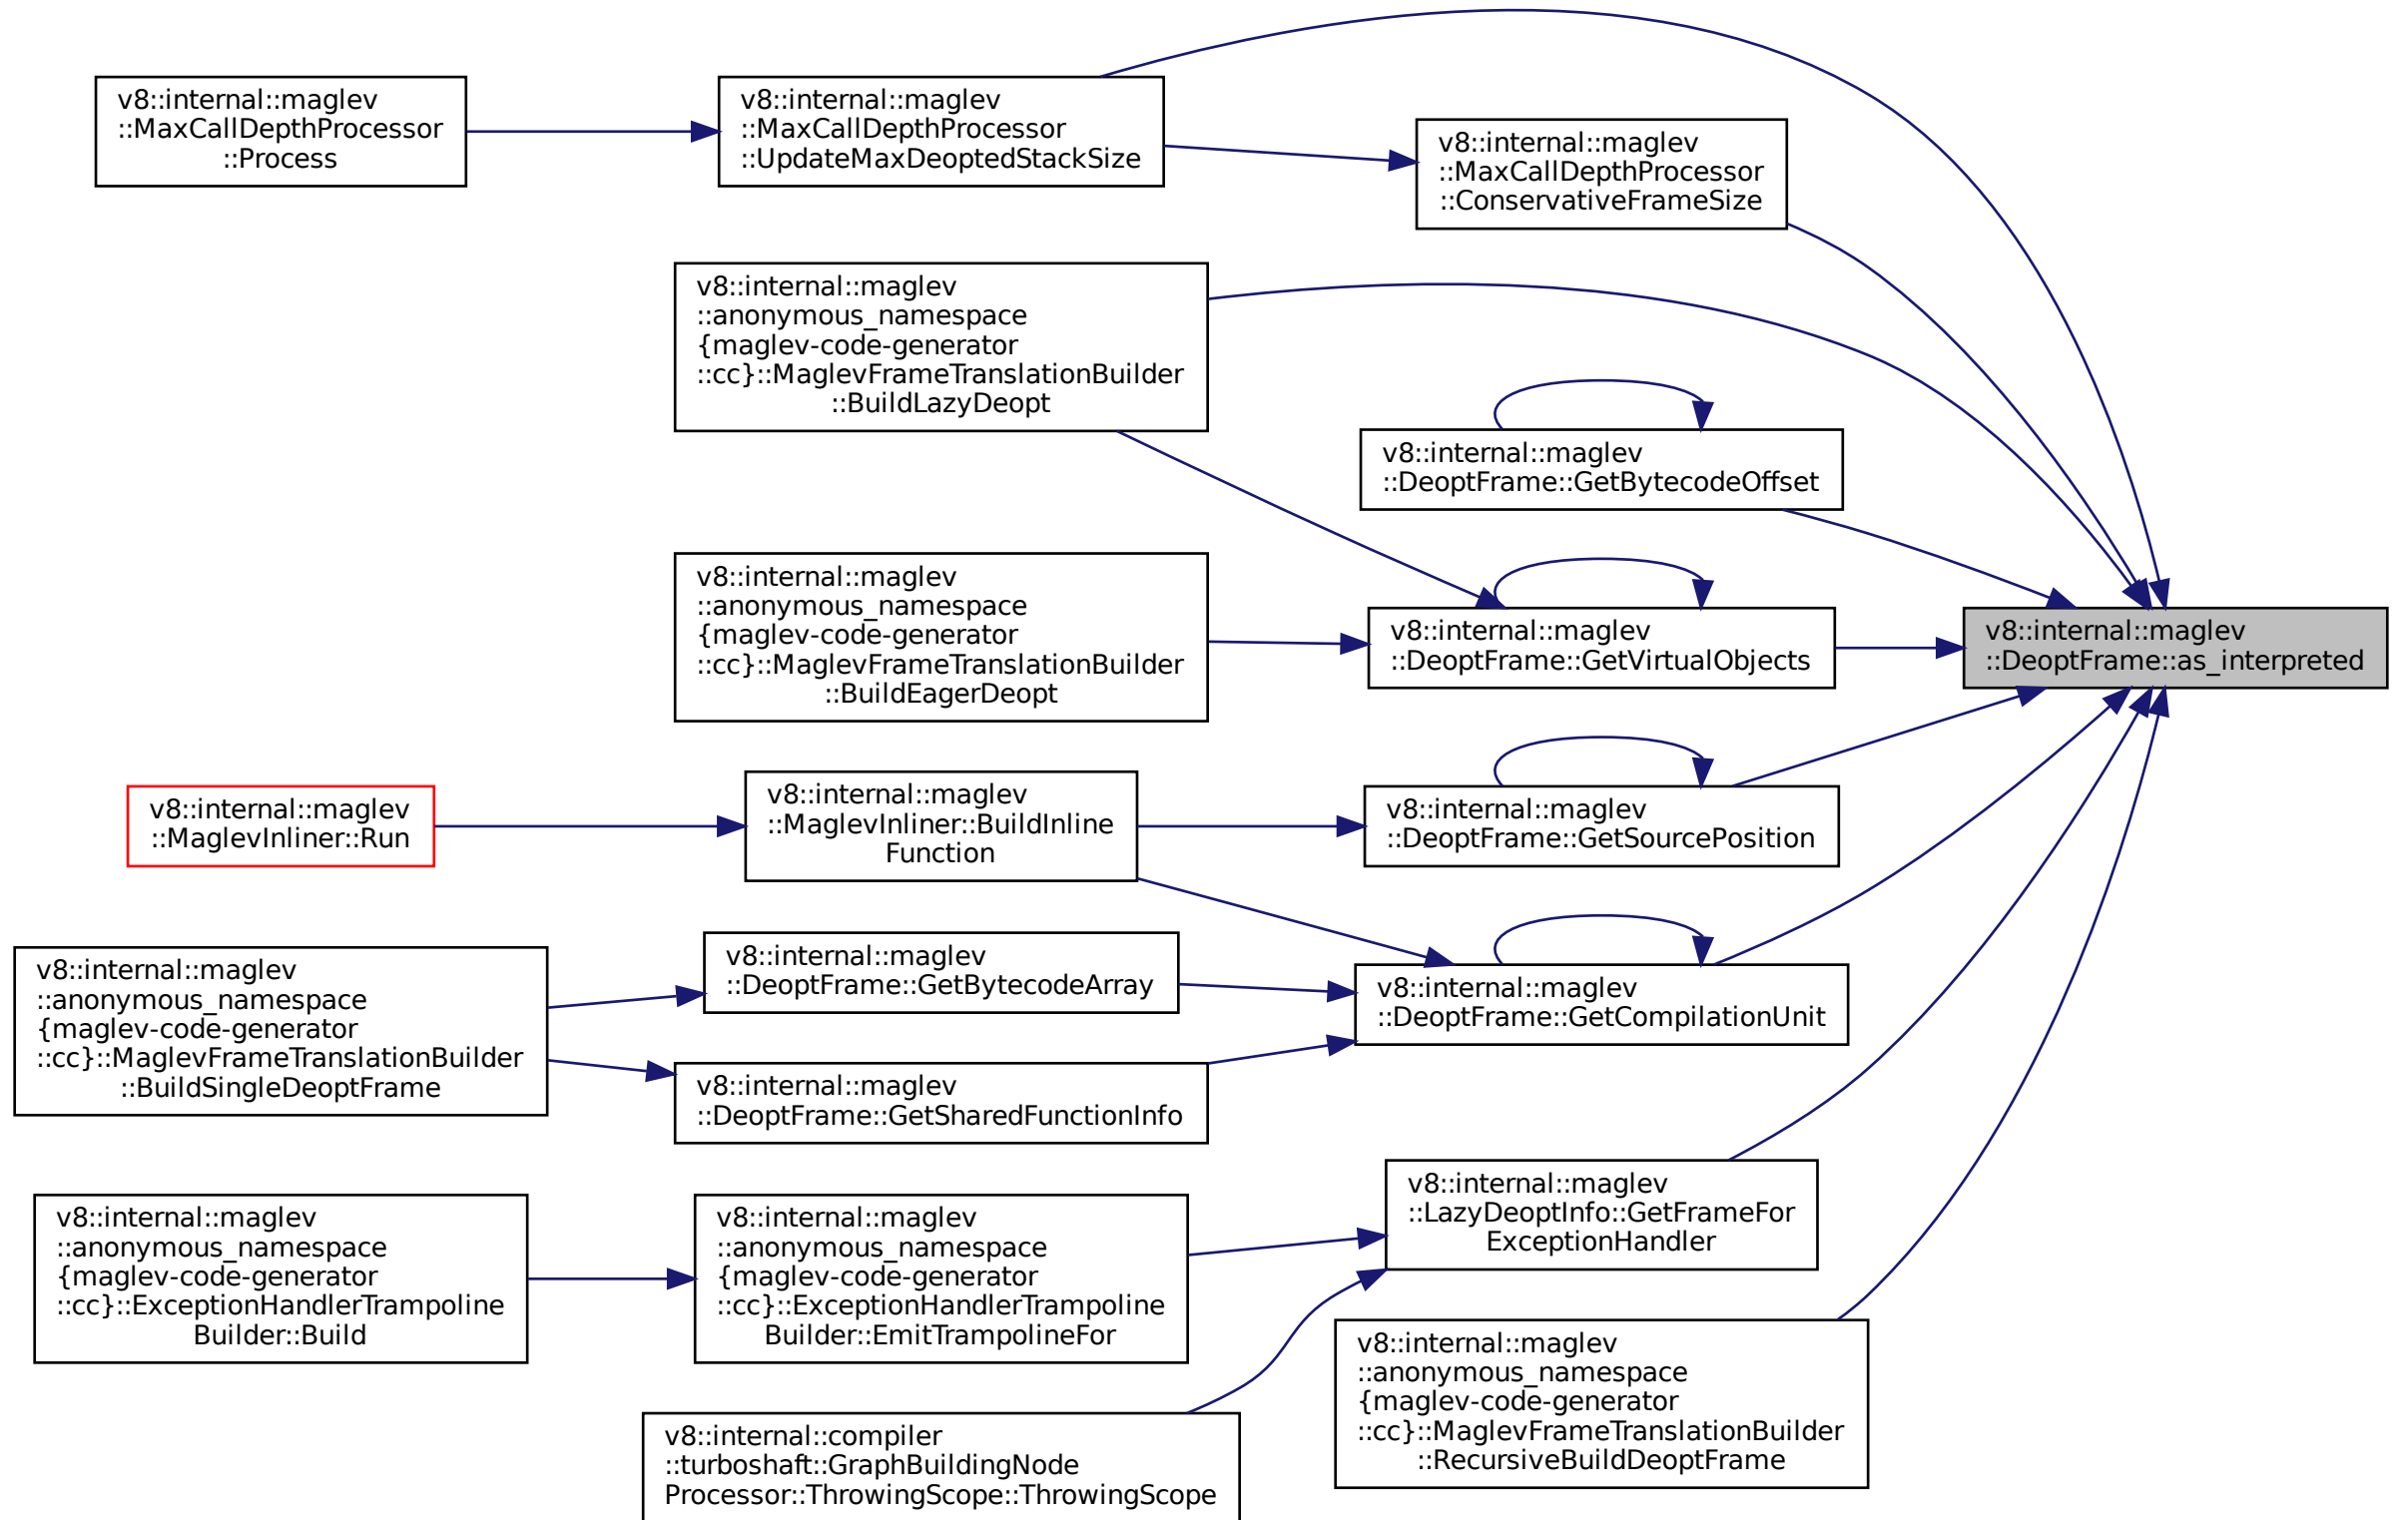 v8::internal::maglev
::MaxCallDepthProcessor
::Process
v8::internal::maglev
::MaxCallDepthProcessor
::UpdateMaxDeoptedStackSize
v8::internal::maglev
::MaxCallDepthProcessor
::ConservativeFrameSize
v8::internal::maglev
::anonymous_namespace
{maglev-code-generator
::cc}::MaglevFrameTranslationBuilder
::BuildLazyDeopt
v8::internal::maglev
::DeoptFrame::GetBytecodeOffset
v8::internal::maglev
::anonymous_namespace
{maglev-code-generator
::cc}::MaglevFrameTranslationBuilder
::BuildEagerDeopt
v8::internal::maglev
::DeoptFrame::GetVirtualObjects
v8::internal::maglev
::DeoptFrame::as_interpreted
v8::internal::maglev
::MaglevInliner::Run
v8::internal::maglev
::MaglevInliner::BuildInline
Function
v8::internal::maglev
::DeoptFrame::GetSourcePosition
v8::internal::maglev
::anonymous_namespace
{maglev-code-generator
::cc}::MaglevFrameTranslationBuilder
::BuildSingleDeoptFrame
v8::internal::maglev
::DeoptFrame::GetBytecodeArray
v8::internal::maglev
::DeoptFrame::GetCompilationUnit
v8::internal::maglev
::DeoptFrame::GetSharedFunctionInfo
v8::internal::maglev
::anonymous_namespace
{maglev-code-generator
::cc}::ExceptionHandlerTrampoline
Builder::Build
v8::internal::maglev
::anonymous_namespace
{maglev-code-generator
::cc}::ExceptionHandlerTrampoline
Builder::EmitTrampolineFor
v8::internal::maglev
::LazyDeoptInfo::GetFrameFor
ExceptionHandler
v8::internal::maglev
::anonymous_namespace
{maglev-code-generator
::cc}::MaglevFrameTranslationBuilder
::RecursiveBuildDeoptFrame
v8::internal::compiler
::turboshaft::GraphBuildingNode
Processor::ThrowingScope::ThrowingScope